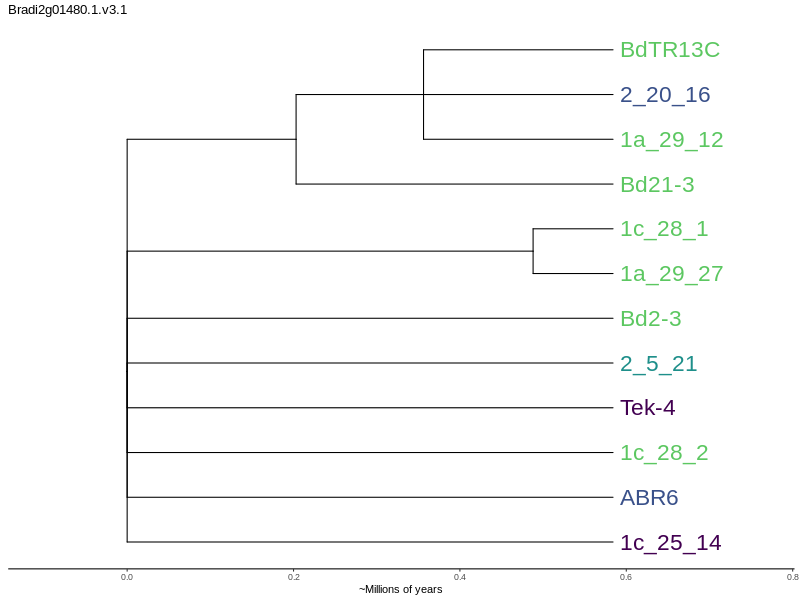 Bradi2g01480.1.v3.1
BdTR13C
2_20_16
1a_29_12
Bd21-3
1c_28_1
1a_29_27
Bd2-3
2_5_21
Tek-4
1c_28_2
ABR6
1c_25_14
0.0 0.2 0.4 0.6 0.8
~Millions of years